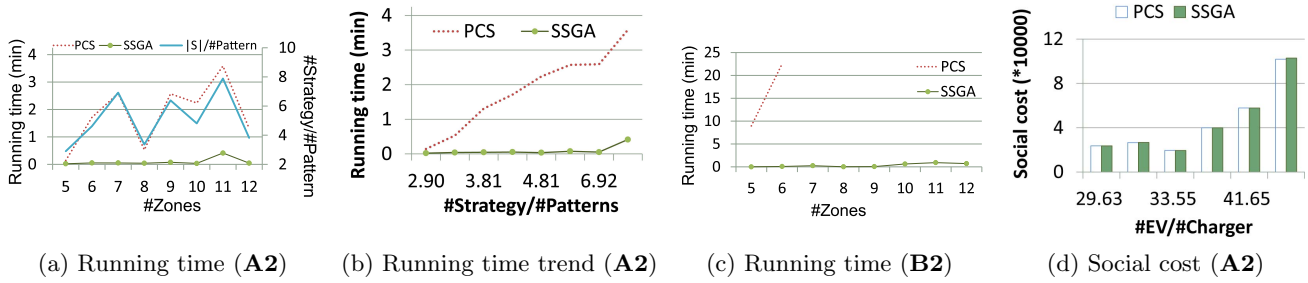 PCS SSGA |S|/#Pattern
Running time (min)
4
3
2
1
0
10
8
6
4
2
#Strategy/#Pattern
5 6 7 8 9 10 11 12
#Zones
(a) Running time (A2)
PCS SSGA
Running time (min)
4
3
2
1
0
2.90 3.81 4.81 6.92
#Strategy/#Patterns
(b) Running time trend (A2)
PCS
SSGA
Running time (min)
25
20
15
10
5
0
5 6 7 8 9 10 11 12
#Zones
(c) Running time (B2)
PCS SSGA
Social cost (*10000)
12
8
4
0
29.63 33.55 41.65
#EV/#Charger
(d) Social cost (A2)